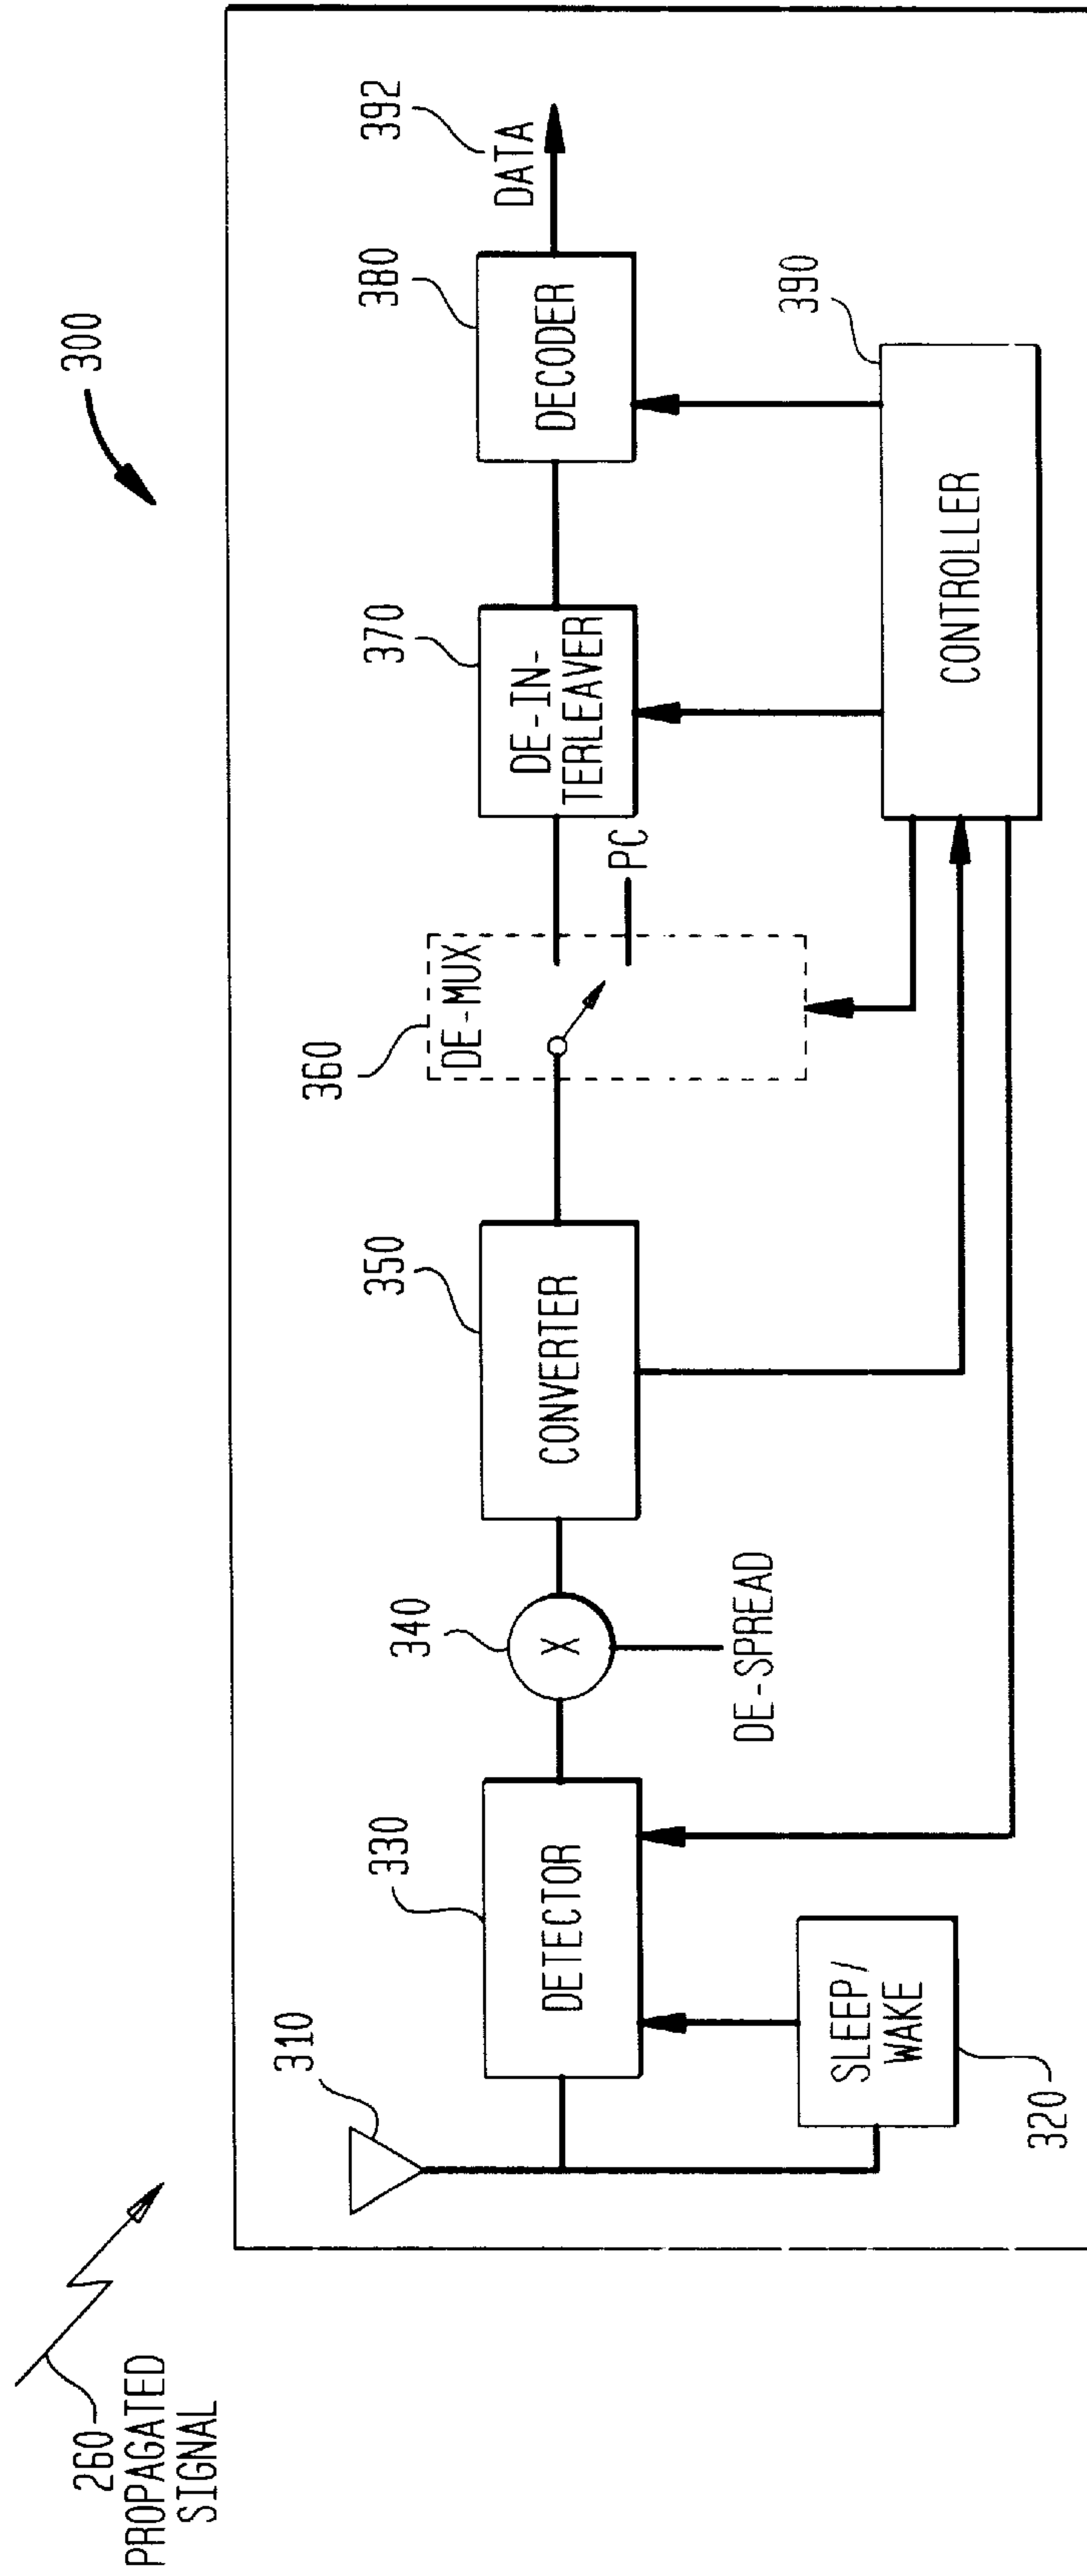 300
260
PROPAGATED
SIGNAL
310
330
DETECTOR
SLEEP/
WAKE
320
340
X
DE-SPREAD
350
CONVERTER
360
DE-MUX
PC
370
DE-IN-
TERLEAVER
380
DECODER
DATA
392
390
CONTROLLER